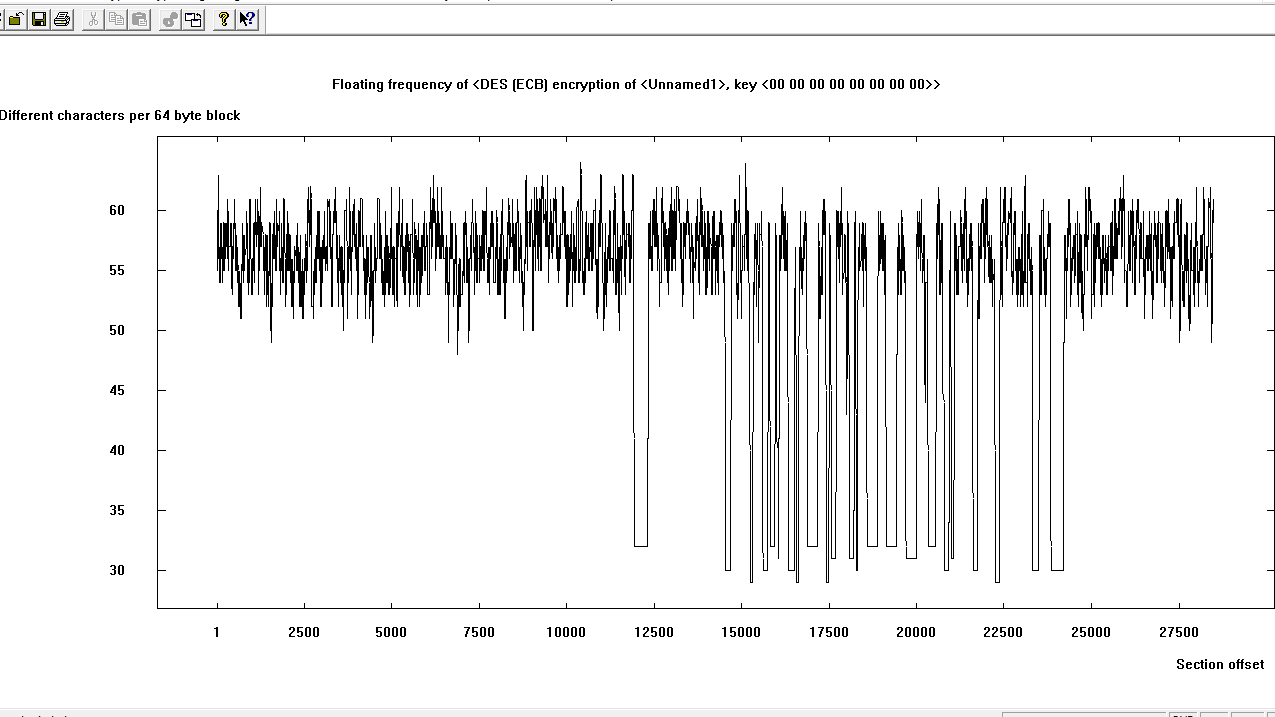 Floating frequency of <DES (ECB) encryption of <Unnamed1>, key <00 00 00 00 00 00 00 00>>
Different characters per 64 byte block
60
55
50
45
40
35
30
1 2500 5000 7500 10000 12500 15000 17500 20000 22500 25000 27500
Section offset